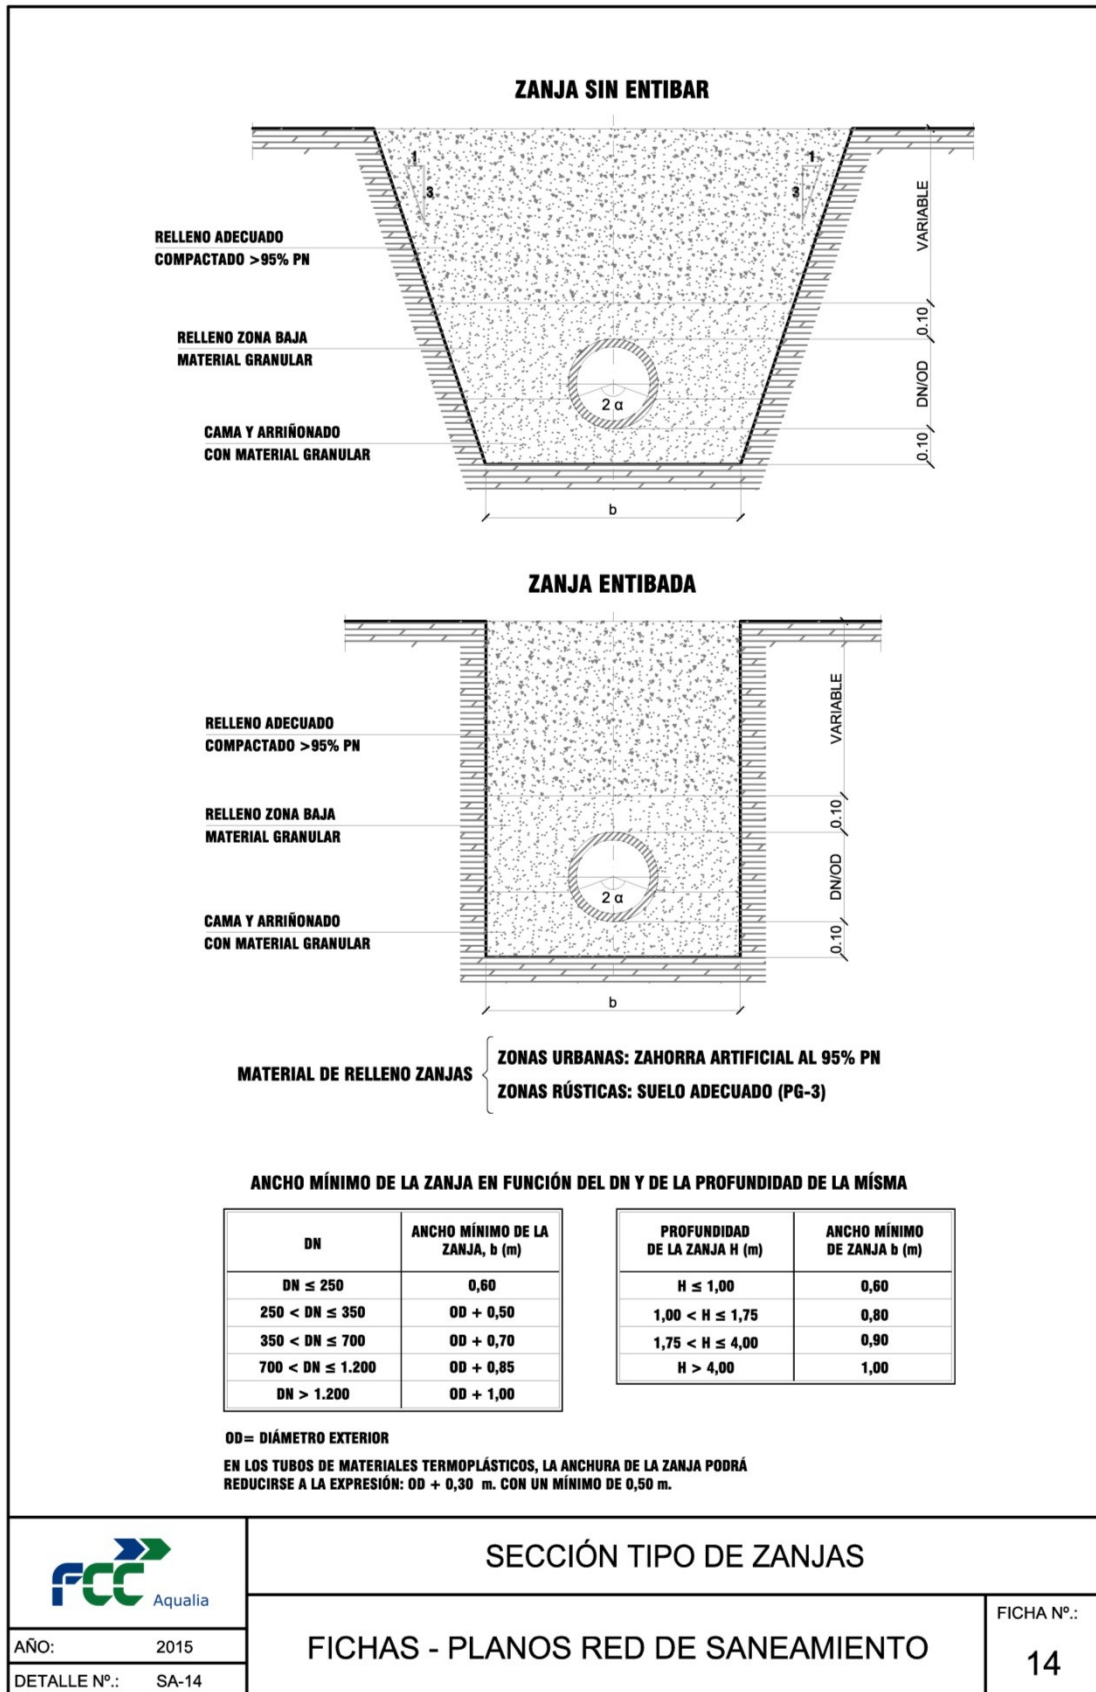 ZANJA SIN ENTIBAR
1
3
1
3
RELLENO ADECUADO
COMPACTADO >95% PN
RELLENO ZONA BAJA
MATERIAL GRANULAR
CAMA Y ARRIÑONADO
CON MATERIAL GRANULAR
VARIABLE
0.10
DN/OD
0.10
2 α
b
ZANJA ENTIBADA
RELLENO ADECUADO
COMPACTADO >95% PN
RELLENO ZONA BAJA
MATERIAL GRANULAR
CAMA Y ARRIÑONADO
CON MATERIAL GRANULAR
VARIABLE
0.10
DN/OD
0.10
2 α
b
MATERIAL DE RELLENO ZANJAS
ZONAS URBANAS: ZAHORRA ARTIFICIAL AL 95% PN
ZONAS RÚSTICAS: SUELO ADECUADO (PG-3)
ANCHO MÍNIMO DE LA ZANJA EN FUNCIÓN DEL DN Y DE LA PROFUNDIDAD DE LA MÍSMA
DN
ANCHO MÍNIMO DE LA
ZANJA, b (m)
DN ≤ 250 0,60
250 < DN ≤ 350 OD + 0,50
350 < DN ≤ 700 OD + 0,70
700 < DN ≤ 1.200 OD + 0,85
DN > 1.200 OD + 1,00
PROFUNDIDAD
DE LA ZANJA H (m)
ANCHO MÍNIMO
DE ZANJA b (m)
H ≤ 1,00 0,60
1,00 < H ≤ 1,75 0,80
1,75 < H ≤ 4,00 0,90
H > 4,00 1,00
OD= DIÁMETRO EXTERIOR
EN LOS TUBOS DE MATERIALES TERMOPLÁSTICOS, LA ANCHURA DE LA ZANJA PODRÁ
REDUCIRSE A LA EXPRESIÓN: OD + 0,30 m. CON UN MÍNIMO DE 0,50 m.
FCC Aqualia
SECCIÓN TIPO DE ZANJAS
AÑO: 2015
DETALLE Nº.: SA-14
FICHAS - PLANOS RED DE SANEAMIENTO
FICHA Nº.:
14